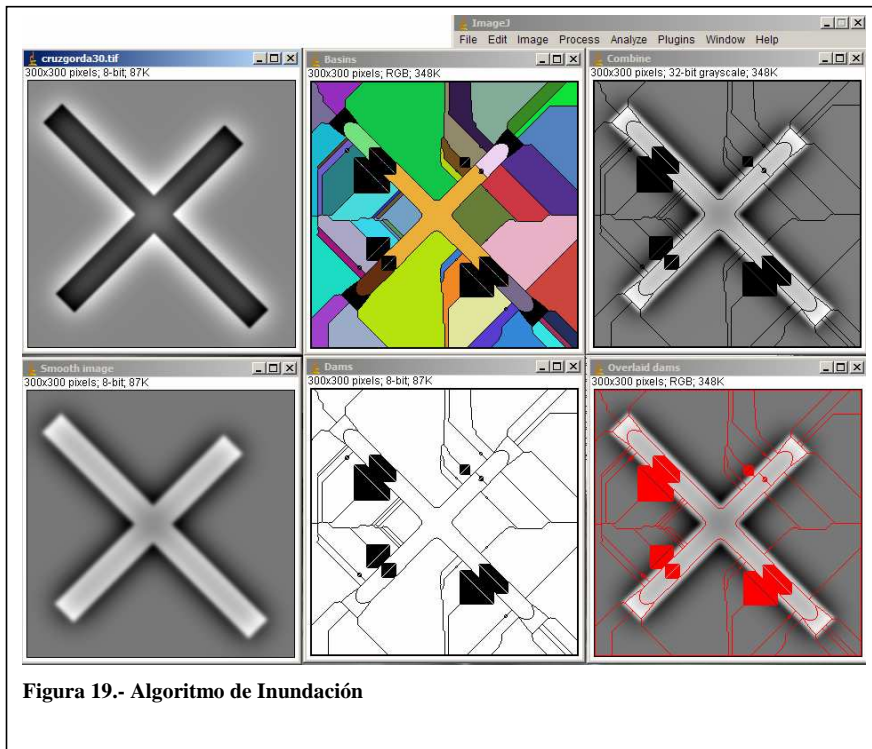 ImageJ
File Edit Image Process Analyze Plugins Window Help
cruzgorda30.tif
300x300 pixels; 8-bit; 87K
Basins
300x300 pixels; RGB; 348K
Combine
300x300 pixels; 32-bit grayscale; 348K
Smooth image
300x300 pixels; 8-bit; 87K
Dams
300x300 pixels; 8-bit; 87K
Overlaid dams
300x300 pixels; RGB; 348K
Figura 19.- Algoritmo de Inundación